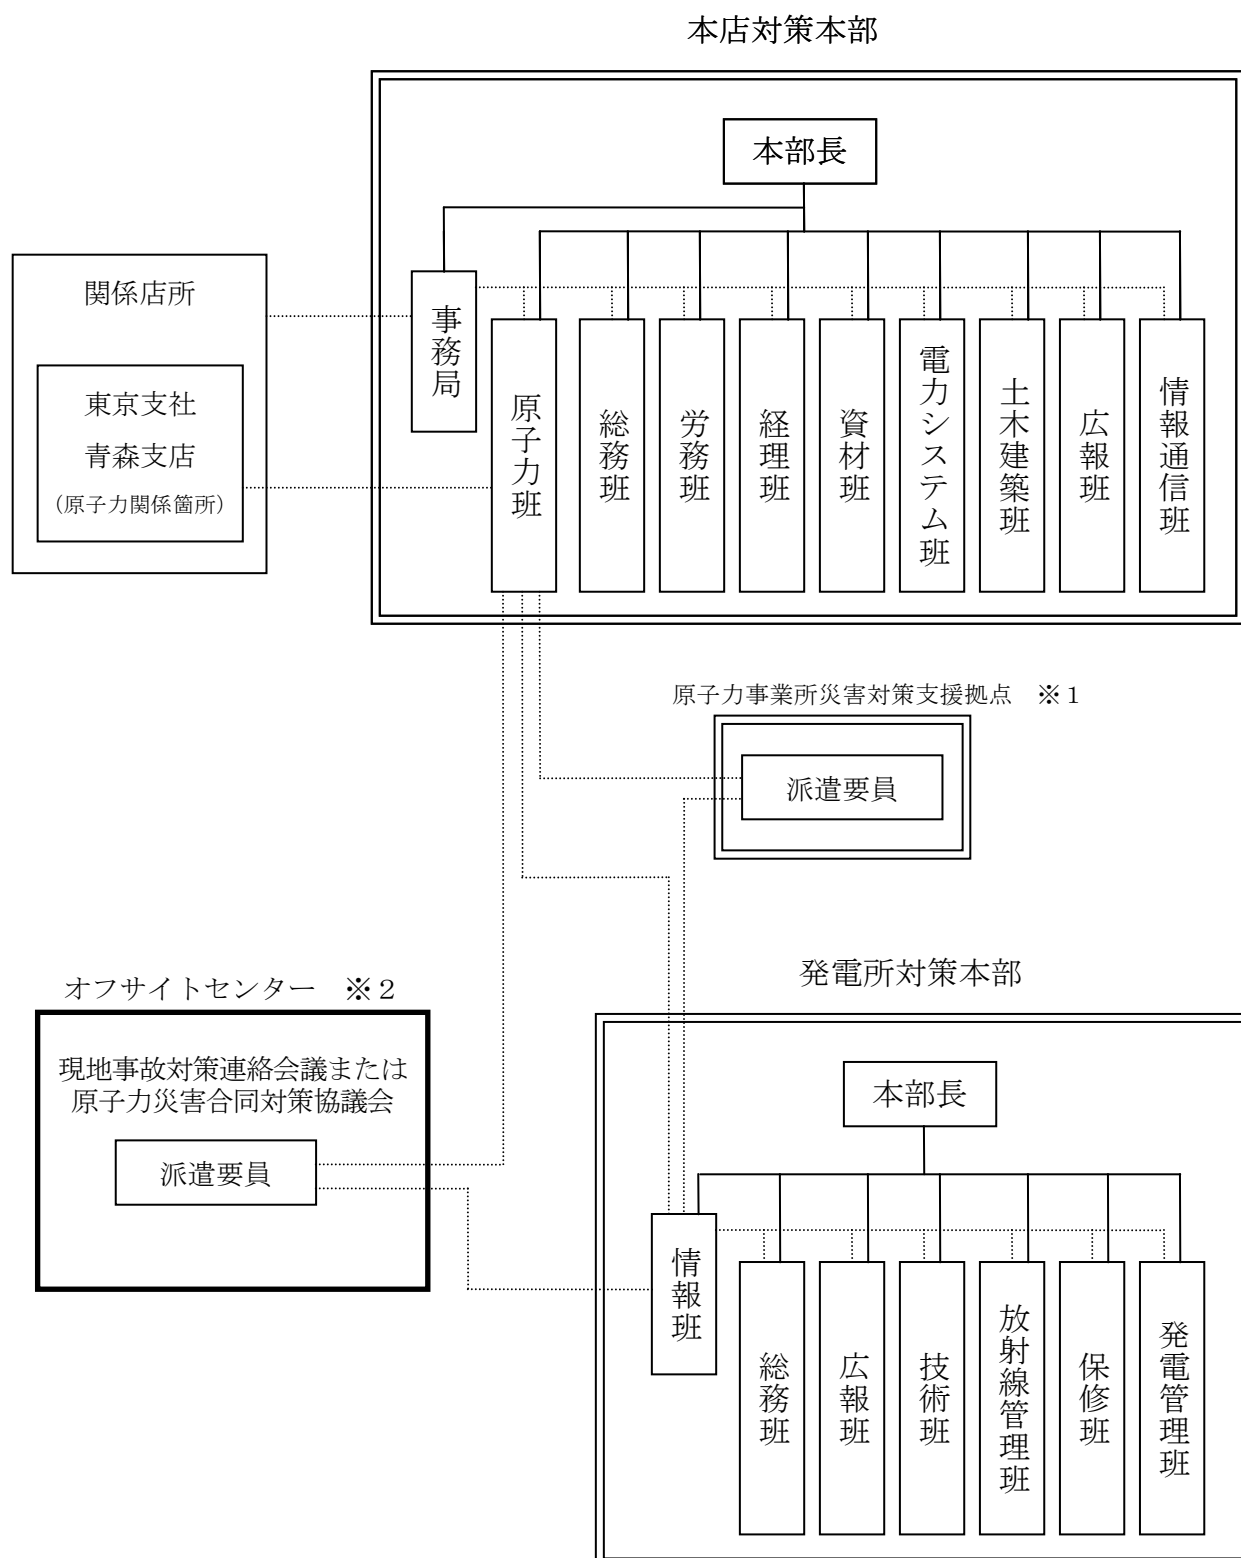 本店対策本部
本部長
関係店所
東京支社
青森支店
(原子力関係箇所)
事務局
原子力班
総務班
労務班
経理班
資材班
電力システム班
土木建築班
広報班
情報通信班
原子力事業所災害対策支援拠点　※１
派遣要員
オフサイトセンター　※２
現地事故対策連絡会議または
原子力災害合同対策協議会
派遣要員
発電所対策本部
本部長
情報班
総務班
広報班
技術班
放射線管理班
保修班
発電管理班